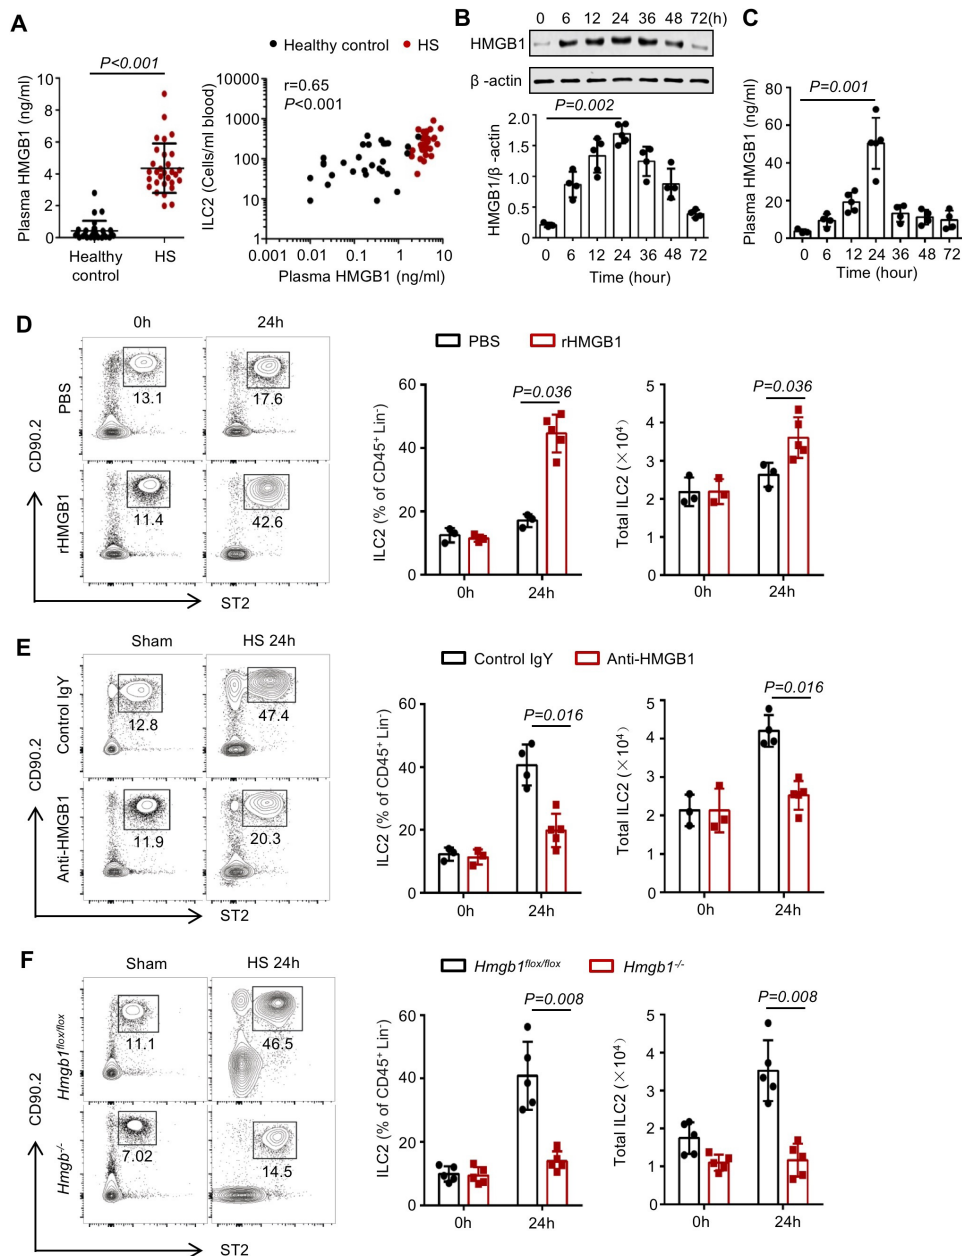 A
Healthy control
HS
P<0.001
Plasma HMGB1 (ng/ml)
10
8
6
4
2
0
Healthy
control
HS
ILC2 (Cells/ml blood)
10000
1000
100
10
1
r=0.65
P<0.001
0.001
0.01
0.1
1
10
Plasma HMGB1 (ng/ml)
B
0 6 12 24 36 48 72(h)
HMGB1
β -actin
P=0.002
HMGB1/β -actin
2.0
1.5
1.0
0.5
0
0 6 12 24 36 48 72
Time (hour)
C
P=0.001
Plasma HMGB1 (ng/ml)
80
60
40
20
0
0 6 12 24 36 48 72
Time (hour)
D
0h
24h
PBS
13.1
17.6
rHMGB1
11.4
42.6
CD90.2
ST2
PBS
rHMGB1
ILC2 (% of CD45⁺ Lin⁻)
60
40
20
0
P=0.036
0h
24h
Total ILC2 (×10⁴)
5
4
3
2
1
0
P=0.036
0h
24h
E
Sham
HS 24h
Control IgY
12.8
47.4
Anti-HMGB1
11.9
20.3
CD90.2
ST2
Control IgY
Anti-HMGB1
ILC2 (% of CD45⁺ Lin⁻)
60
40
20
0
P=0.016
0h
24h
Total ILC2 (×10⁴)
5
4
3
2
1
0
P=0.016
0h
24h
F
Sham
HS 24h
Hmgb1flox/flox
11.1
46.5
Hmgb-/-
7.02
14.5
CD90.2
ST2
Hmgb1flox/flox
Hmgb1-/-
ILC2 (% of CD45⁺ Lin⁻)
60
40
20
0
P=0.008
0h
24h
Total ILC2 (×10⁴)
5
4
3
2
1
0
P=0.008
0h
24h